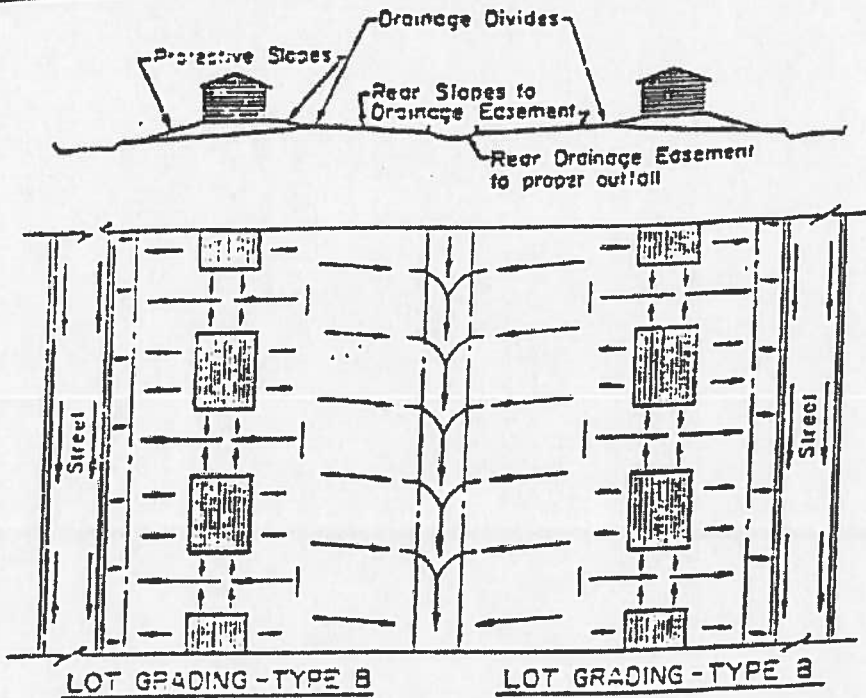 Drainage Divides
Protective Slopes
Rear Slopes to
Drainage Easement
Rear Drainage Easement
to proper outfall
Street
Street
LOT GRADING - TYPE B
LOT GRADING - TYPE B